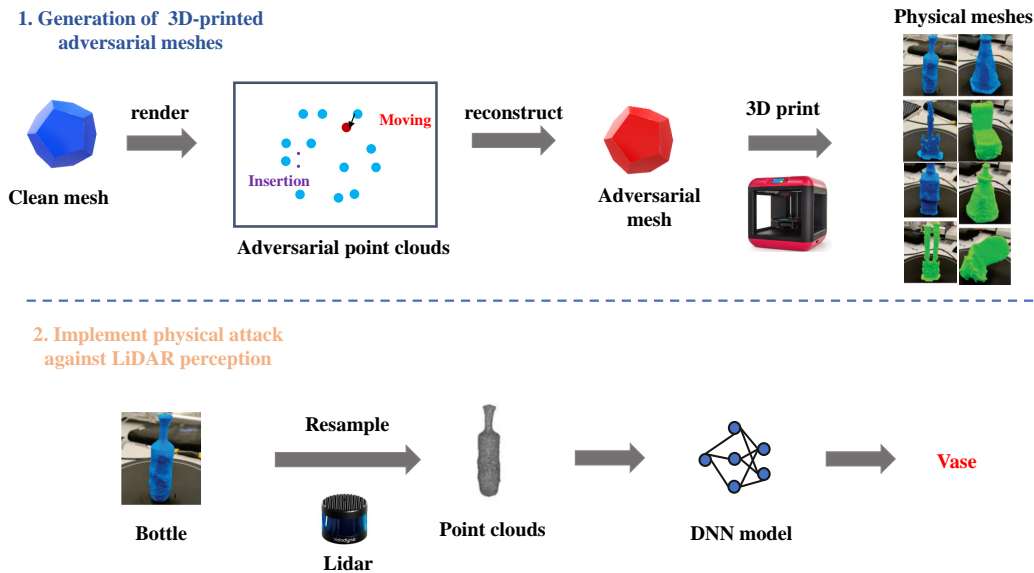 1. Generation of 3D-printed
adversarial meshes
Physical meshes
render
reconstruct
3D print
Moving
Insertion
Clean mesh
Adversarial point clouds
Adversarial
mesh
2. Implement physical attack
against LiDAR perception
Resample
Velodyne
Bottle
Lidar
Point clouds
DNN model
Vase